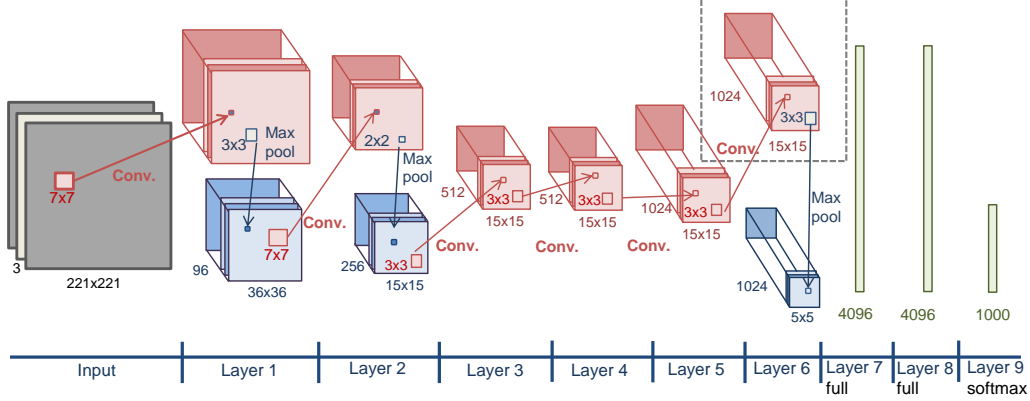 7x7
Conv.
3
221x221
3x3
Max
pool
7x7
96
36x36
Conv.
2x2
Max
pool
3x3
256
15x15
Conv.
512
3x3
15x15
Conv.
512
3x3
15x15
Conv.
1024
3x3
15x15
Conv.
1024
3x3
15x15
Max
pool
1024
5x5
4096
4096
1000
Input
Layer 1
Layer 2
Layer 3
Layer 4
Layer 5
Layer 6
Layer 7
full
Layer 8
full
Layer 9
softmax